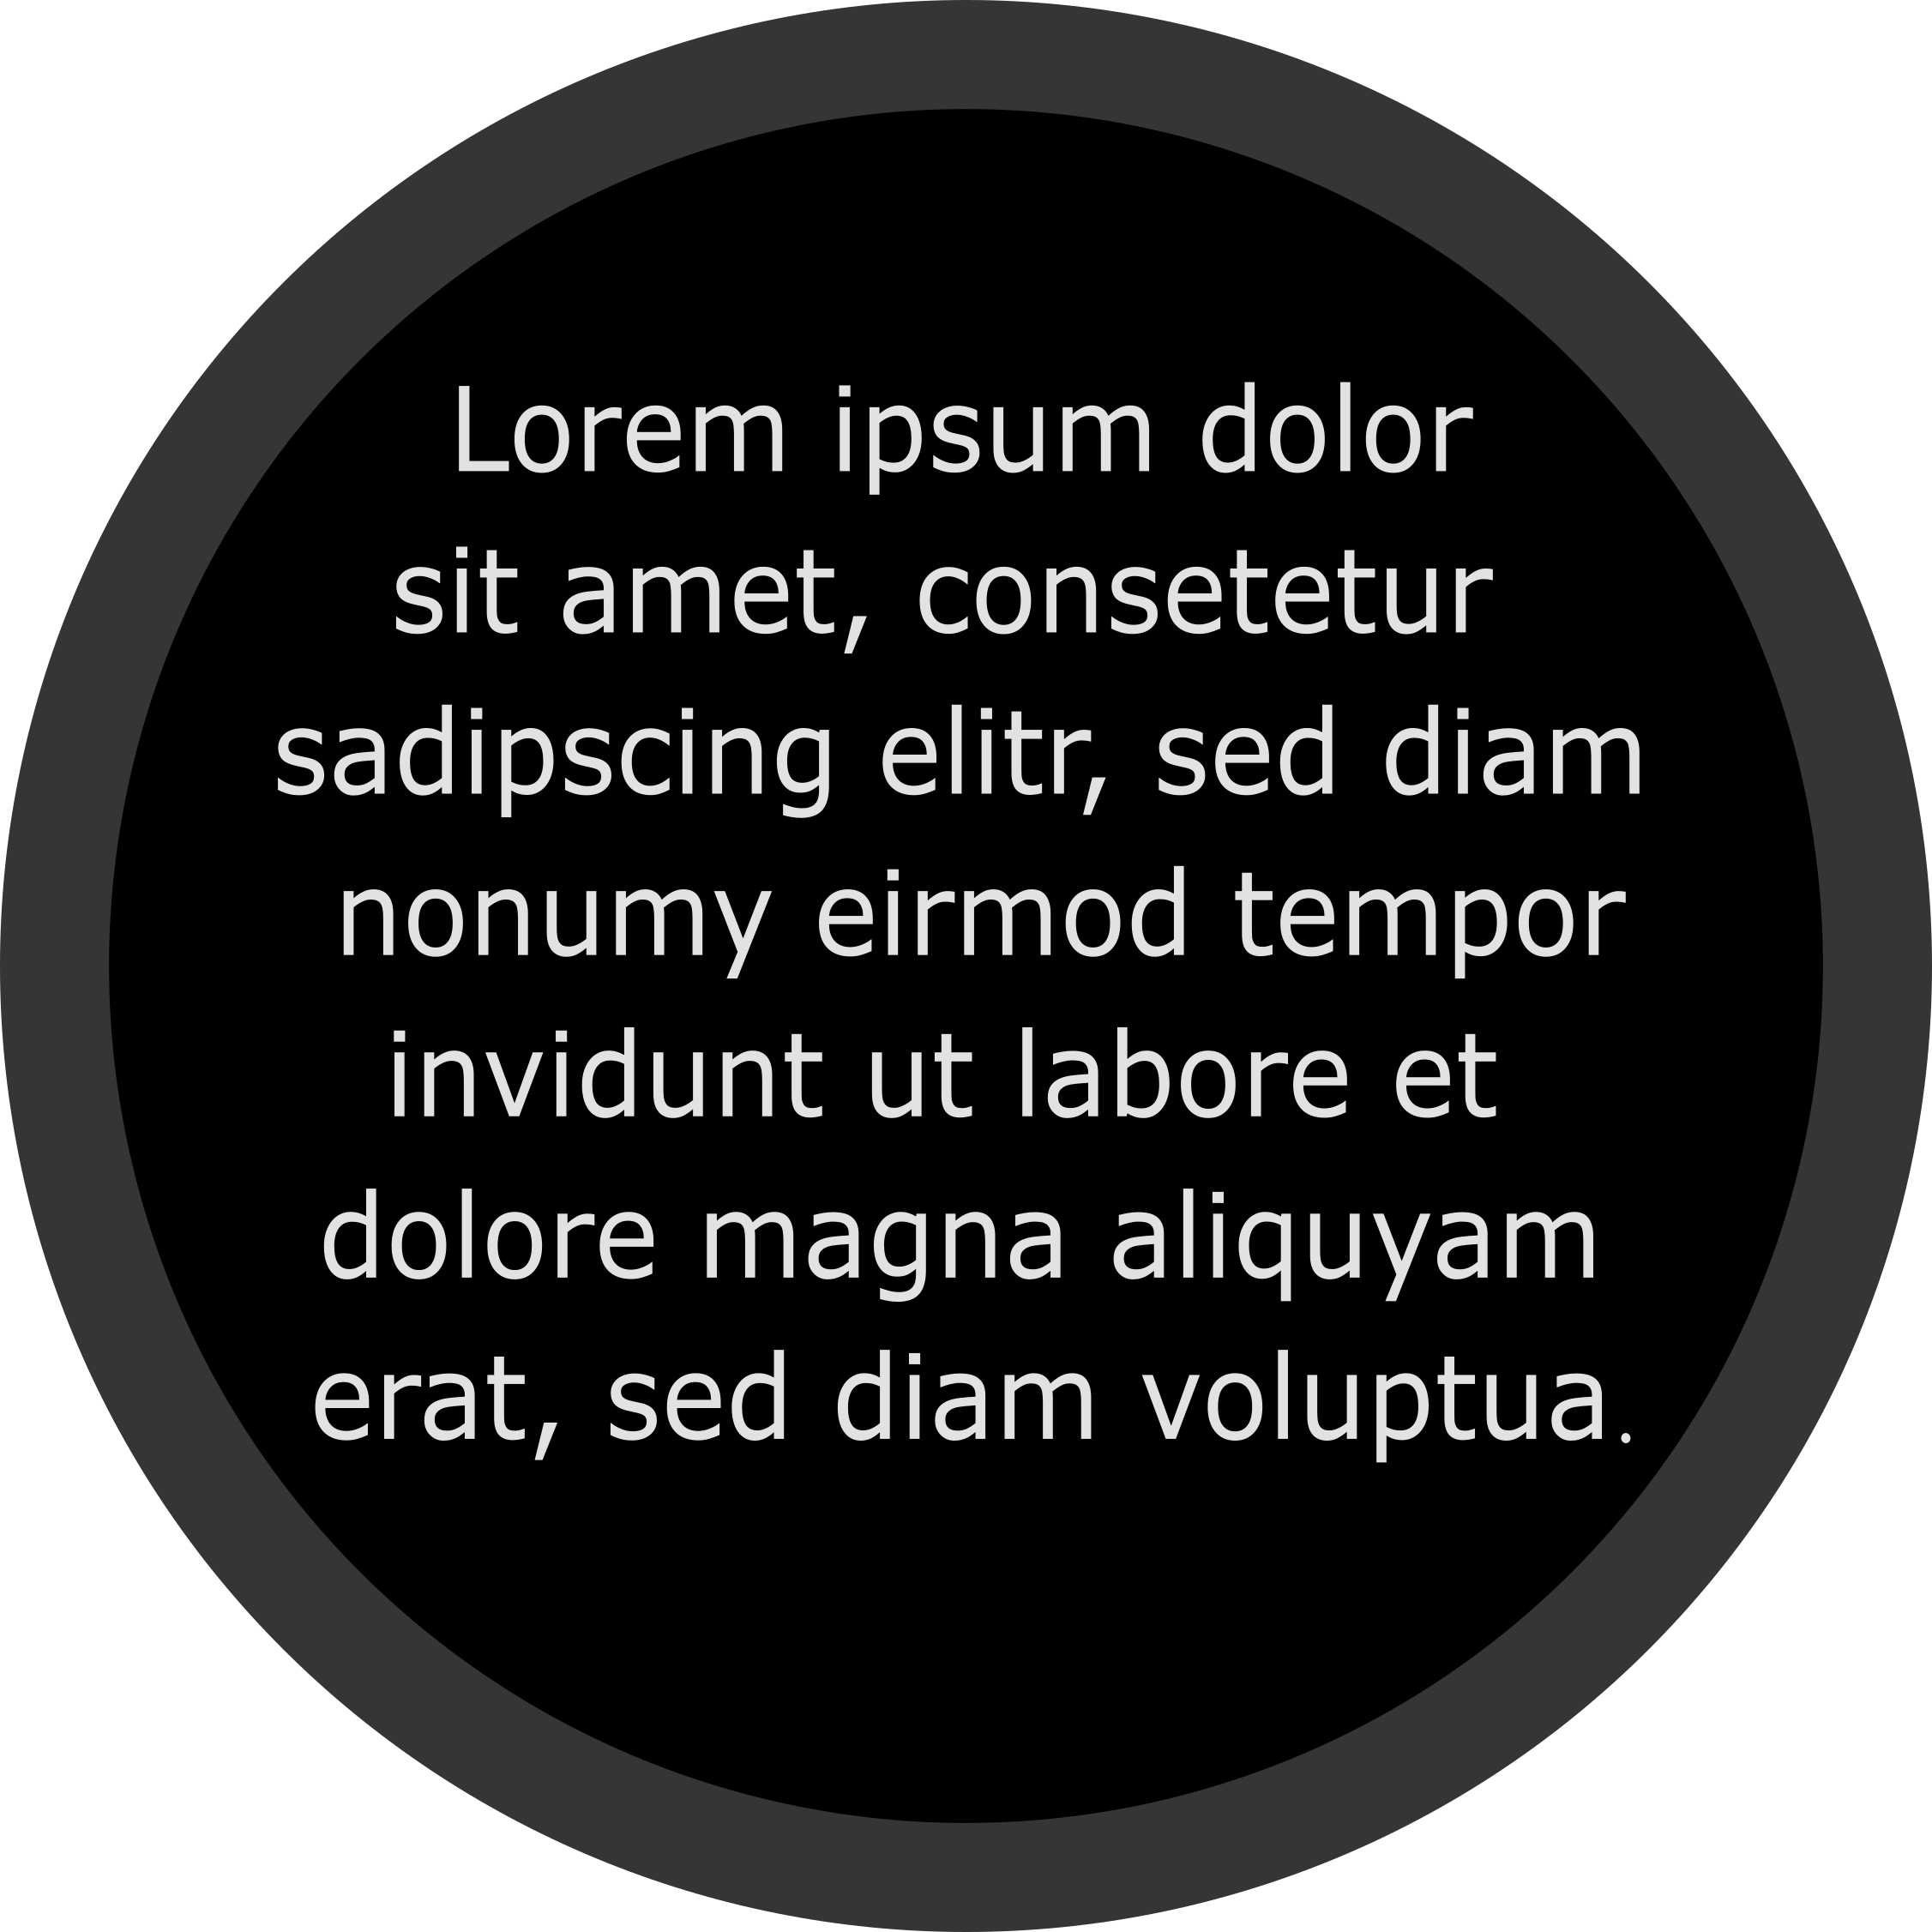 Lorem ipsum dolor
sit amet, consetetur
sadipscing elitr, sed diam
nonumy eirmod tempor
invidunt ut labore et
dolore magna aliquyam
erat, sed diam voluptua.